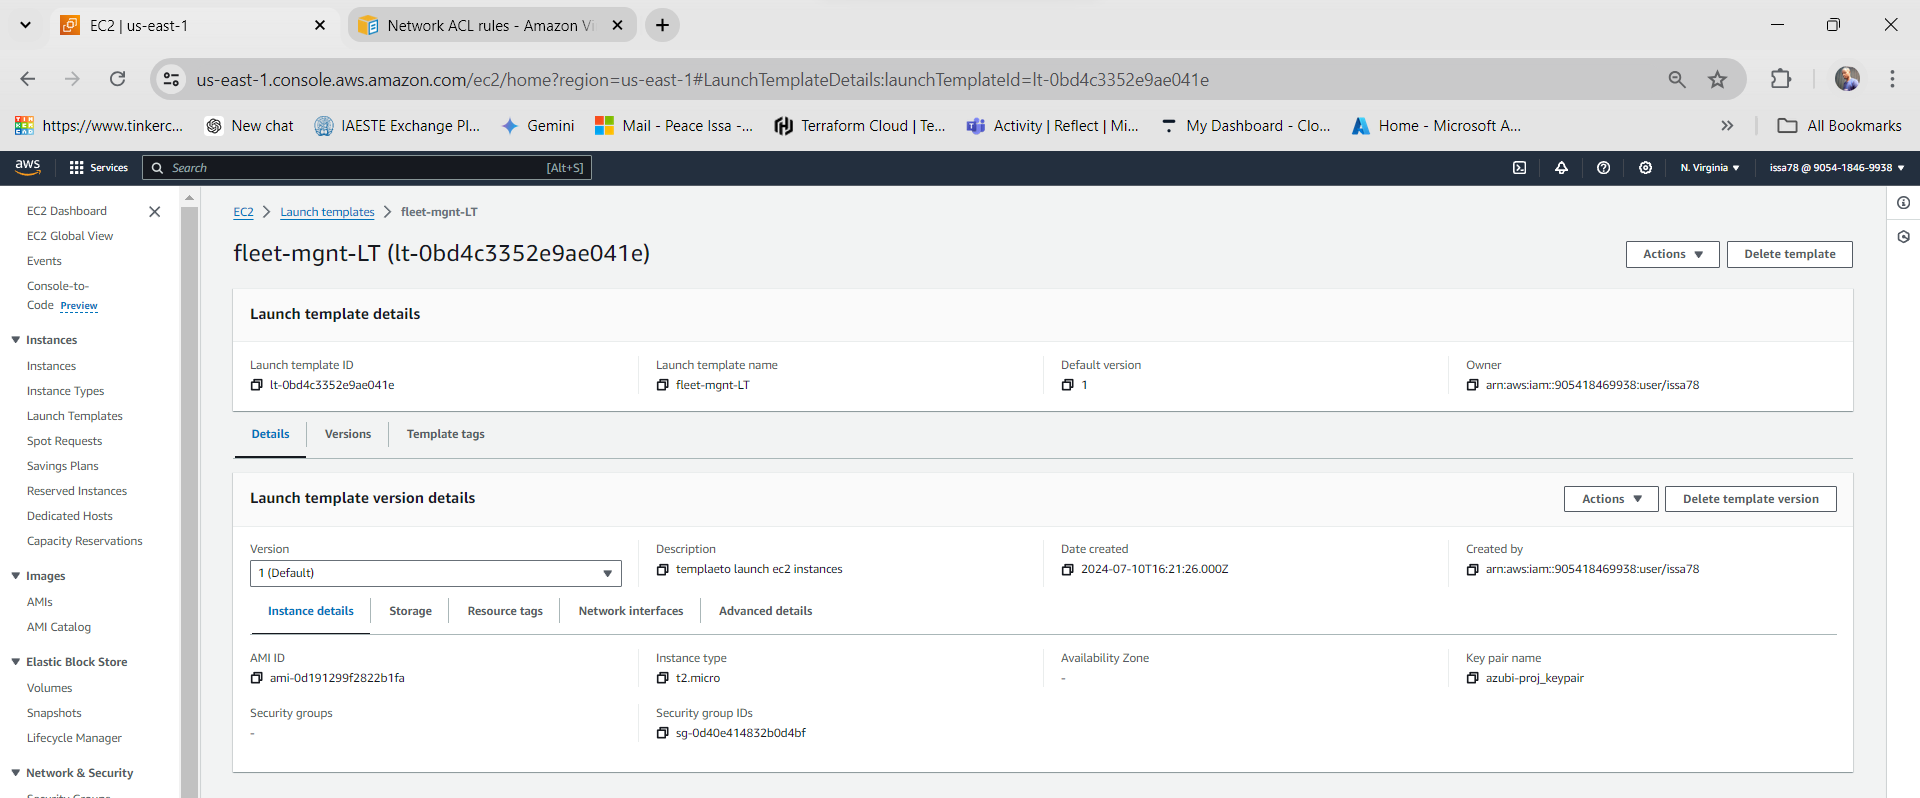 EC2 | us-east-1
Network ACL rules - Amazon Vi
us-east-1.console.aws.amazon.com/ec2/home?region=us-east-1#LaunchTemplateDetails:launchTemplateId=lt-0bd4c3352e9ae041e
https://www.tinkerc... New chat IAESTE Exchange Pl... Gemini Mail - Peace Issa -... Terraform Cloud | Te... Activity | Reflect | Mi... My Dashboard - Clo... Home - Microsoft A... » All Bookmarks
aws Services Search [Alt+S] N. Virginia issa78 @ 9054-1846-9938
EC2 Dashboard
EC2 Global View
Events
Console-to-
Code Preview
Instances
Instances
Instance Types
Launch Templates
Spot Requests
Savings Plans
Reserved Instances
Dedicated Hosts
Capacity Reservations
Images
AMIs
AMI Catalog
Elastic Block Store
Volumes
Snapshots
Lifecycle Manager
Network & Security
Security Groups
EC2 > Launch templates > fleet-mgnt-LT
fleet-mgnt-LT (lt-0bd4c3352e9ae041e)
Actions Delete template
Launch template details
Launch template ID
lt-0bd4c3352e9ae041e
Launch template name
fleet-mgnt-LT
Default version
1
Owner
arn:aws:iam::905418469938:user/issa78
Details Versions Template tags
Launch template version details
Actions Delete template version
Version
1 (Default)
Description
templaeto launch ec2 instances
Date created
2024-07-10T16:21:26.000Z
Created by
arn:aws:iam::905418469938:user/issa78
Instance details Storage Resource tags Network interfaces Advanced details
AMI ID
ami-0d191299f2822b1fa
Instance type
t2.micro
Availability Zone
-
Key pair name
azubi-proj_keypair
Security groups
-
Security group IDs
sg-0d40e414832b0d4bf